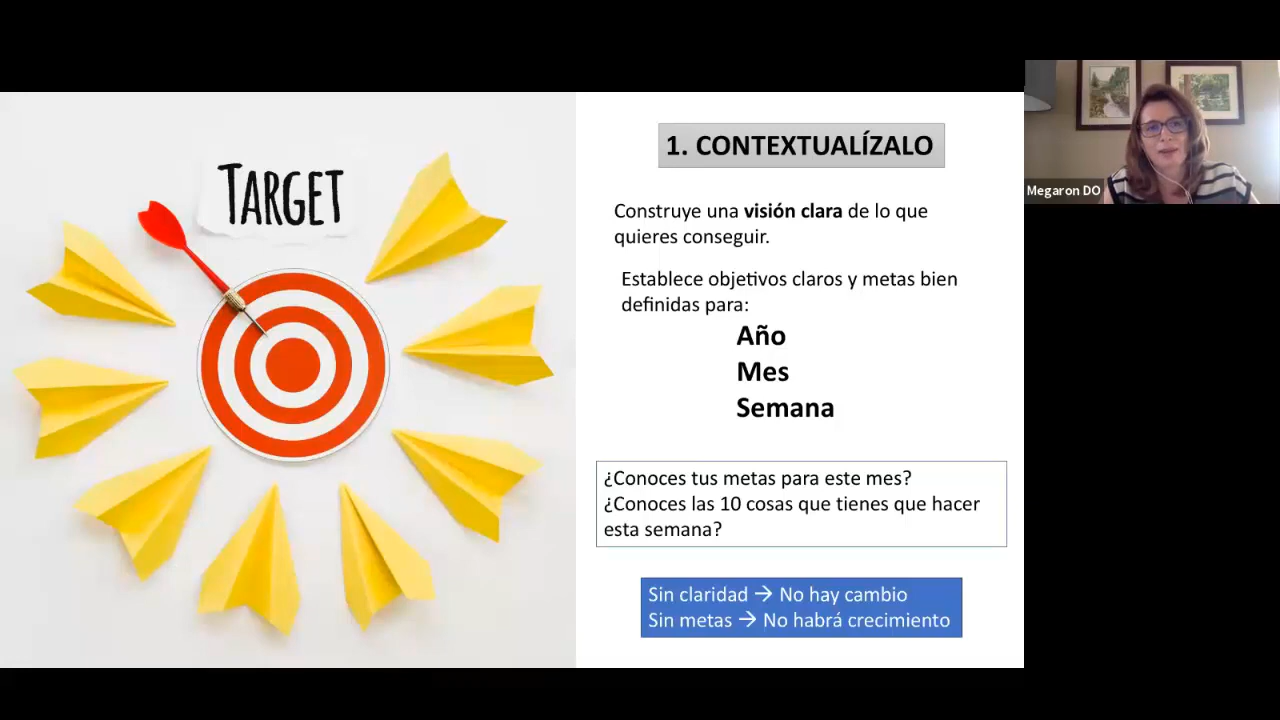 TARGET
1. CONTEXTUALÍZALO
Construye una visión clara de lo que
quieres conseguir.
Establece objetivos claros y metas bien
definidas para:
Año
Mes
Semana
¿Conoces tus metas para este mes?
¿Conoces las 10 cosas que tienes que hacer
esta semana?
Sin claridad → No hay cambio
Sin metas → No habrá crecimiento
Megaron DO